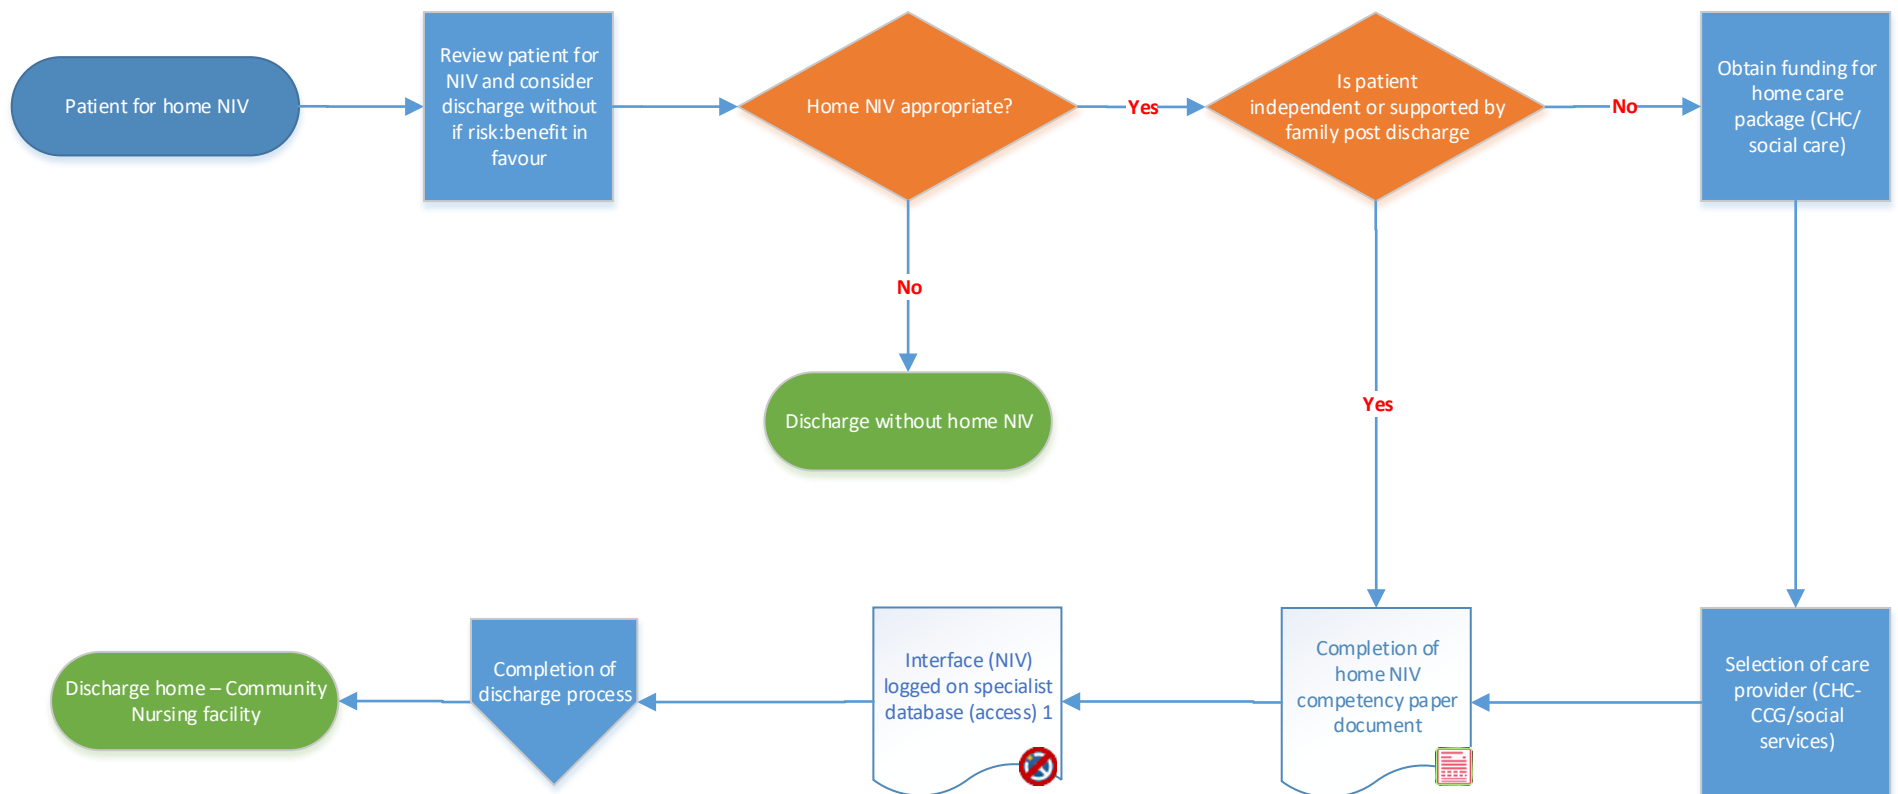 Patient for home NIV
Review patient for
NIV and consider
discharge without
if risk:benefit in
favour
Home NIV appropriate?
Yes
Is patient
independent or supported by
family post discharge
No
Obtain funding for
home care
package (CHC/
social care)
No
Discharge without home NIV
Yes
Discharge home – Community
Nursing facility
Completion of
discharge process
Interface (NIV)
logged on specialist
database (access) 1
Completion of
home NIV
competency paper
document
Selection of care
provider (CHC-
CCG/social
services)